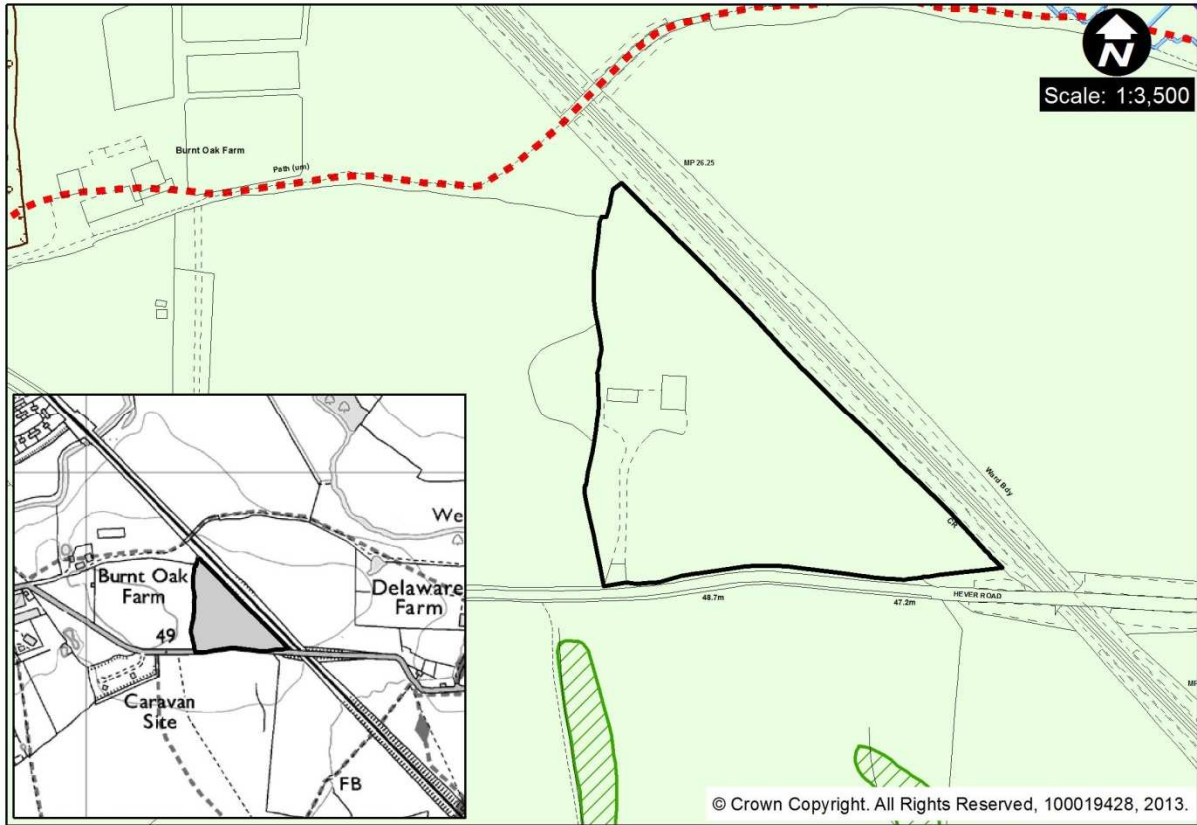 N
Scale: 1:3,500
Burnt Oak Farm
Path (um)
MP 26.25
Ward Bdy
CR
HEVER ROAD
48.7m
47.2m
We
Burnt Oak
Farm
Delaware
Farm
49
Caravan
Site
FB
© Crown Copyright. All Rights Reserved, 100019428, 2013.